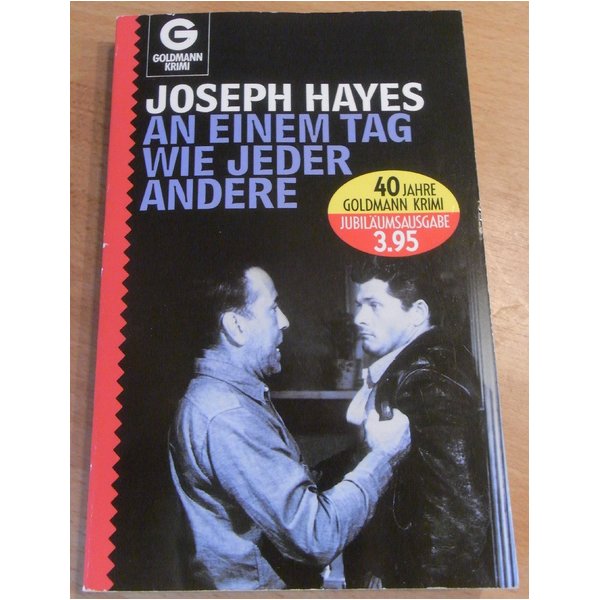 G
GOLDMANN
KRIMI
JOSEPH HAYES
AN EINEM TAG
WIE JEDER
ANDERE
40 JAHRE
GOLDMANN KRIMI
JUBILÄUMSAUSGABE
3.95